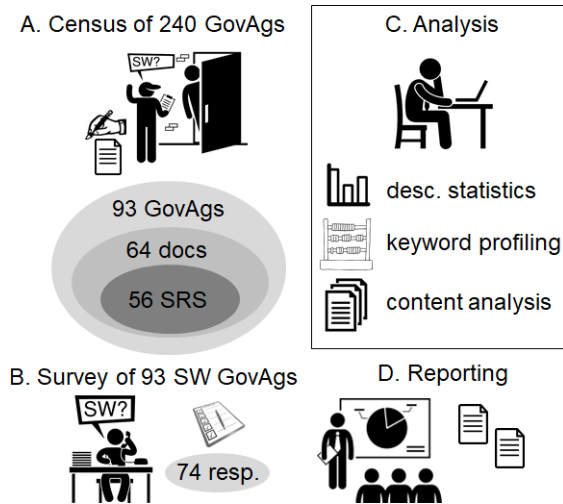 A. Census of 240 GovAgs
SW?
93 GovAgs
64 docs
56 SRS
B. Survey of 93 SW GovAgs
SW?
74 resp.
C. Analysis
desc. statistics
keyword profiling
content analysis
D. Reporting